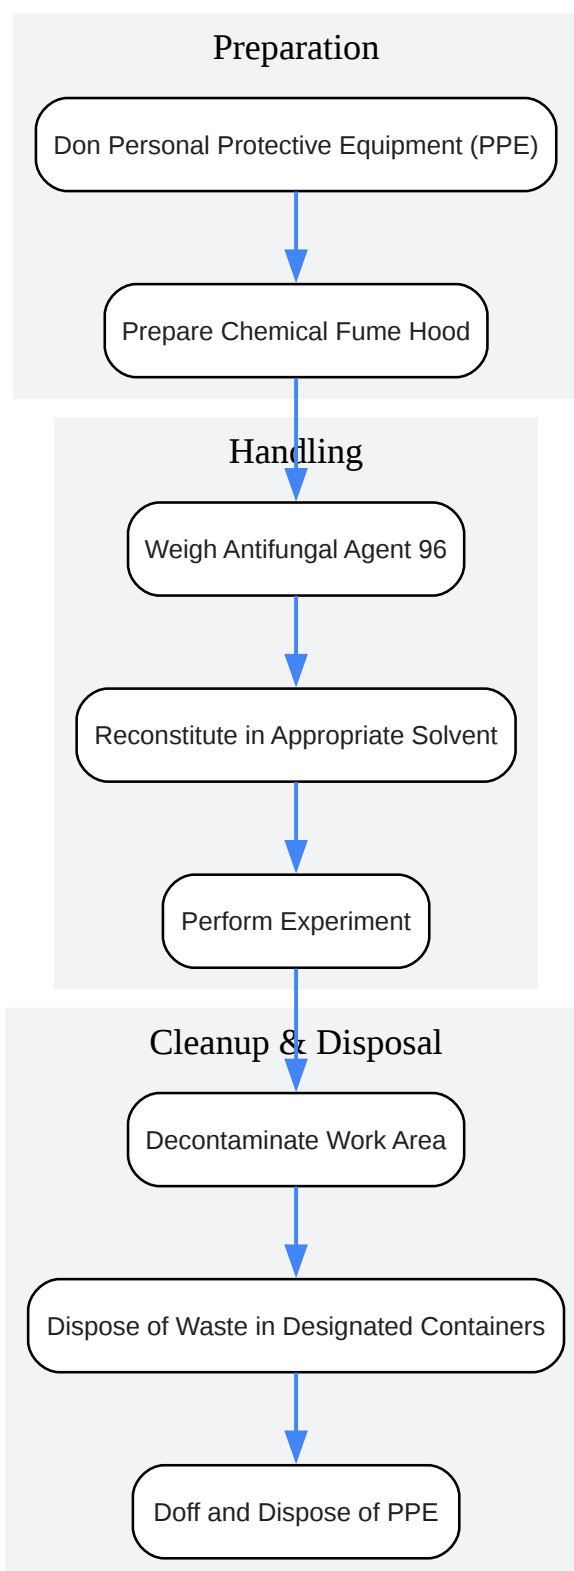 Preparation
Don Personal Protective Equipment (PPE)
Prepare Chemical Fume Hood
Handling
Weigh Antifungal Agent 96
Reconstitute in Appropriate Solvent
Perform Experiment
Cleanup & Disposal
Decontaminate Work Area
Dispose of Waste in Designated Containers
Doff and Dispose of PPE